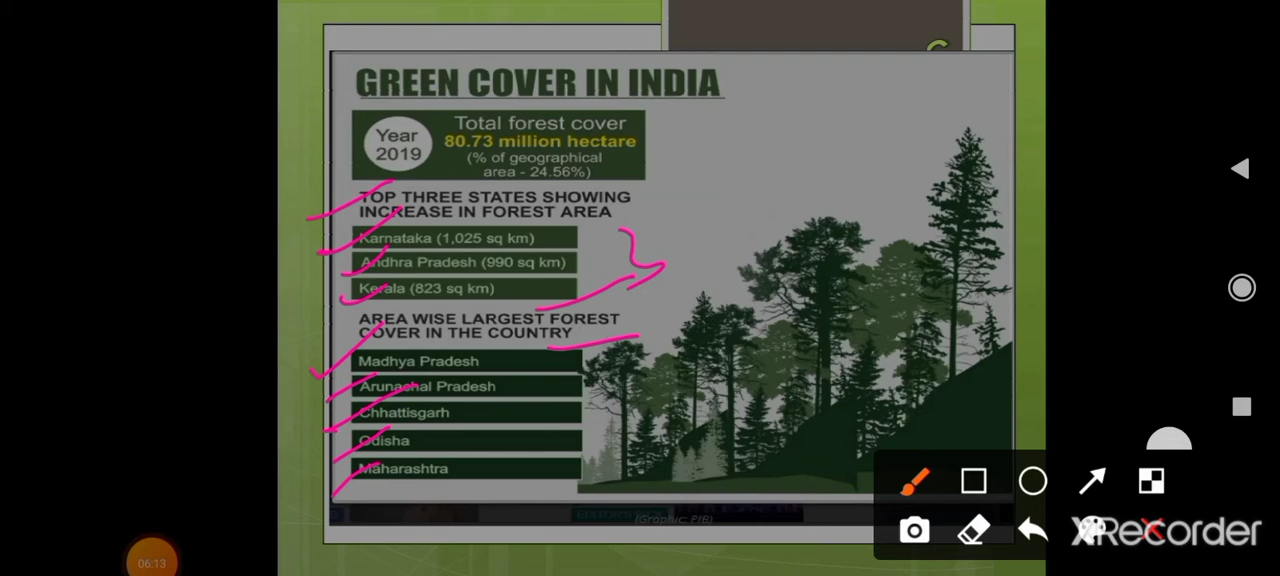 GREEN COVER IN INDIA
Year
2019
Total forest cover
80.73 million hectare
(% of geographical
area - 24.56%)
TOP THREE STATES SHOWING
INCREASE IN FOREST AREA
Karnataka (1,025 sq km)
Andhra Pradesh (990 sq km)
Kerala (823 sq km)
AREA WISE LARGEST FOREST
COVER IN THE COUNTRY
Madhya Pradesh
Arunachal Pradesh
Chhattisgarh
Odisha
Maharashtra
(Graphic: PIB)
XRecorder
06:13